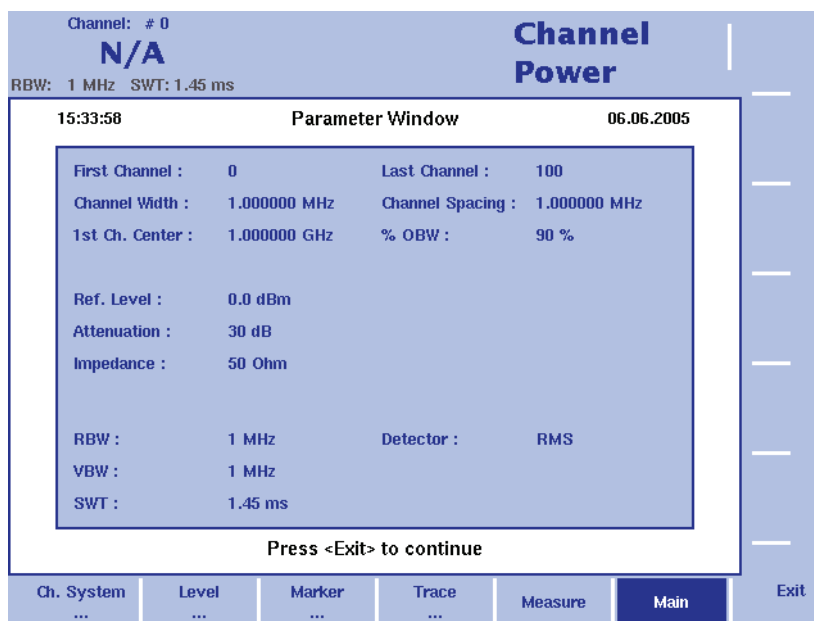 Channel: # 0
N/A
RBW: 1 MHz SWT: 1.45 ms
Channel
Power
15:33:58 Parameter Window 06.06.2005
First Channel : 0 Last Channel : 100
Channel Width : 1.000000 MHz Channel Spacing : 1.000000 MHz
1st Ch. Center : 1.000000 GHz % OBW : 90 %
Ref. Level : 0.0 dBm
Attenuation : 30 dB
Impedance : 50 Ohm
RBW : 1 MHz Detector : RMS
VBW : 1 MHz
SWT : 1.45 ms
Press <Exit> to continue
Ch. System ... Level ... Marker ... Trace ... Measure Main Exit